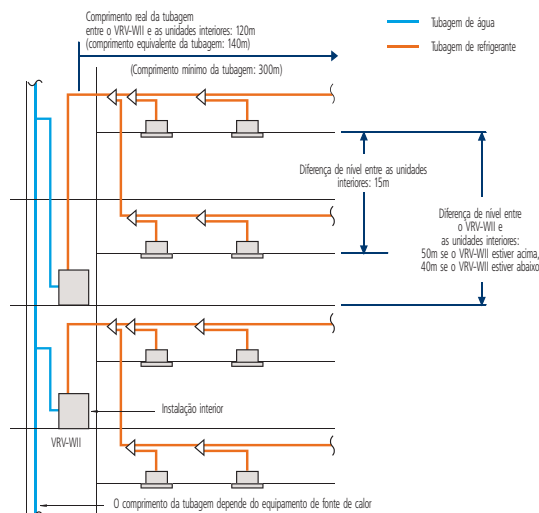 Comprimento real da tubagem
entre o VRV-WII e as unidades interiores: 120m
(comprimento equivalente da tubagem: 140m)
Tubagem de água
Tubagem de refrigerante
(Comprimento mínimo da tubagem: 300m)
Diferença de nível entre as unidades
interiores: 15m
Diferença de nível entre
o VRV-WII e
as unidades interiores:
50m se o VRV-WII estiver acima,
40m se o VRV-WII estiver abaixo
Instalação interior
VRV-WII
O comprimento da tubagem depende do equipamento de fonte de calor